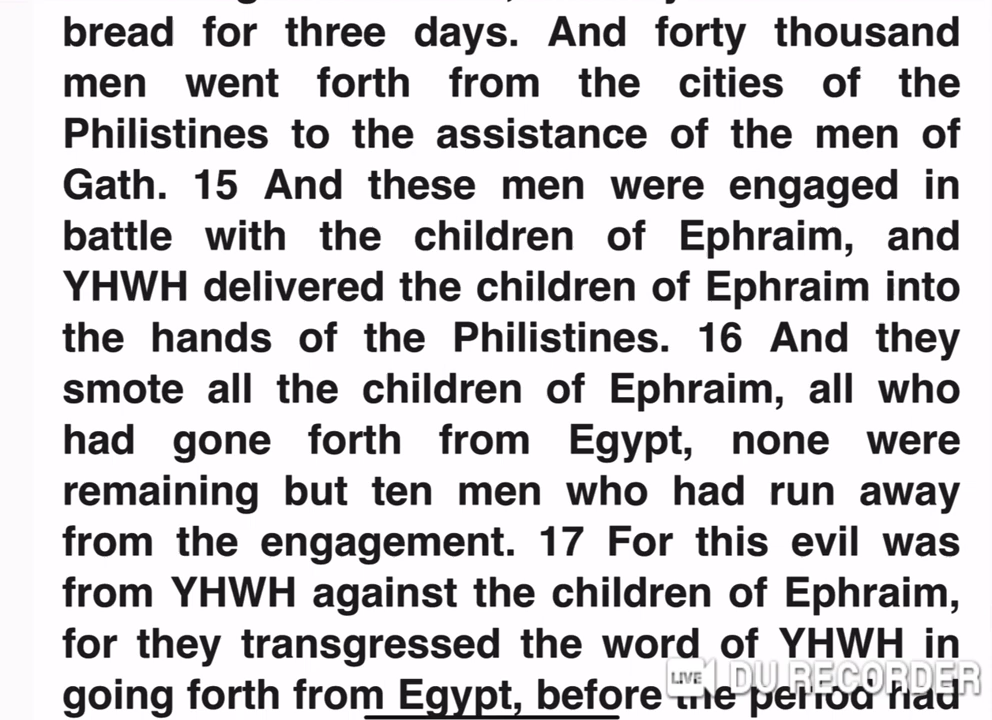 bread for three days. And forty thousand
men went forth from the cities of the
Philistines to the assistance of the men of
Gath. 15 And these men were engaged in
battle with the children of Ephraim, and
YHWH delivered the children of Ephraim into
the hands of the Philistines. 16 And they
smote all the children of Ephraim, all who
had gone forth from Egypt, none were
remaining but ten men who had run away
from the engagement. 17 For this evil was
from YHWH against the children of Ephraim,
for they transgressed the word of YHWH in
going forth from Egypt, before the period had
LIVE DU RECORDER